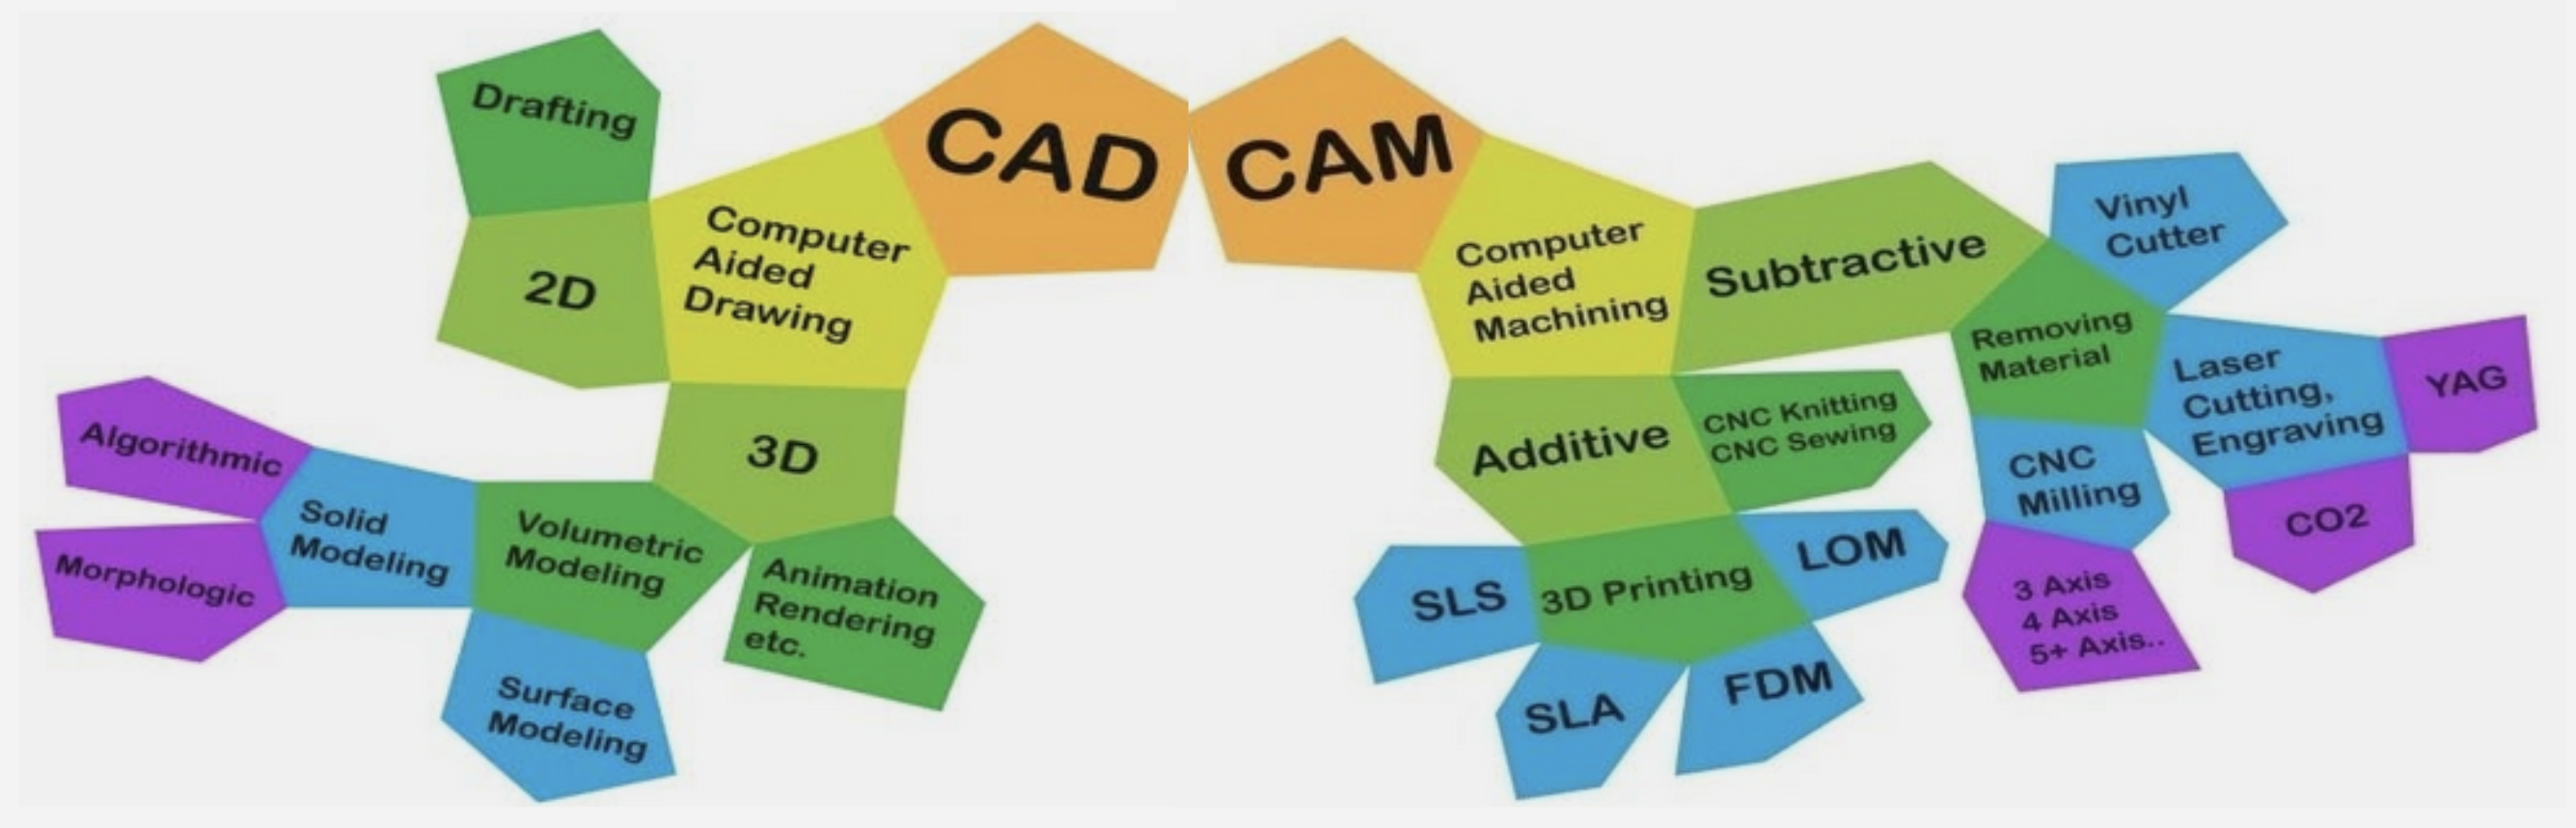 Drafting
CAD
Computer
Aided
Drawing
2D
3D
Algorithmic
Morphologic
Solid
Modeling
Volumetric
Modeling
Animation
Rendering
etc.
Surface
Modeling
CAM
Computer
Aided
Machining
Subtractive
Vinyl
Cutter
Removing
Material
Laser
Cutting,
Engraving
YAG
CO2
CNC
Milling
3 Axis
4 Axis
5+ Axis..
Additive
CNC Knitting
CNC Sewing
3D Printing
LOM
SLS
SLA
FDM